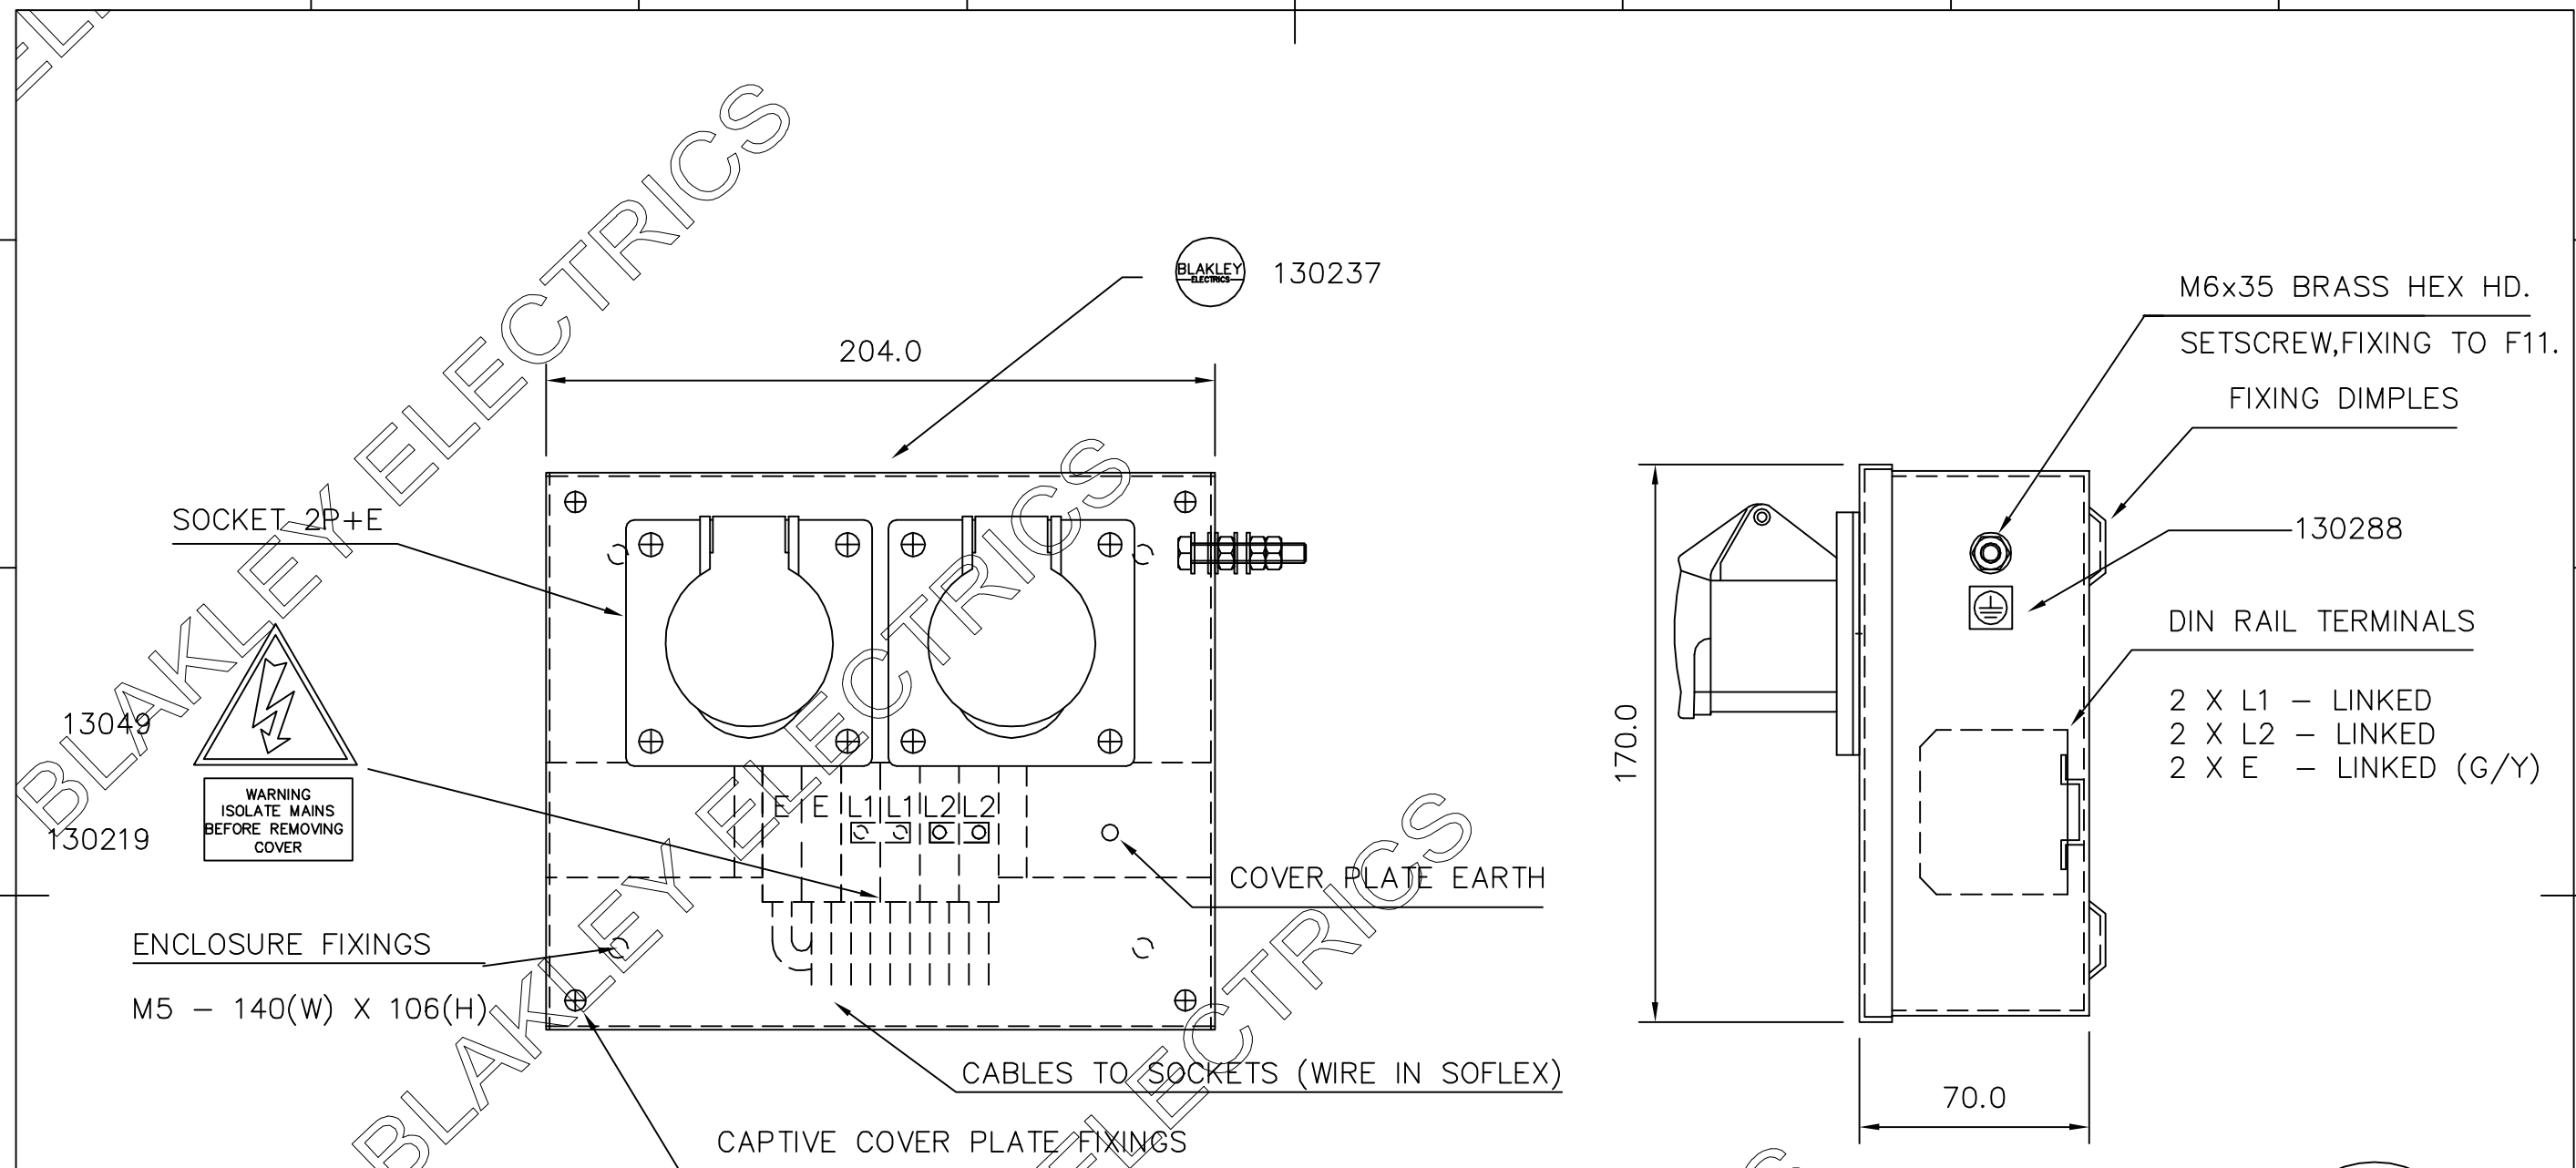 BLAKLEY ELECTRICS
BLAKLEY
ELECTRICS
130237
204.0
M6x35 BRASS HEX HD.
SETSCREW,FIXING TO F11.
FIXING DIMPLES
SOCKET 2P+E
130288
DIN RAIL TERMINALS
2 X L1 - LINKED
2 X L2 - LINKED
2 X E - LINKED (G/Y)
13049
170.0
WARNING
ISOLATE MAINS
BEFORE REMOVING
COVER
130219
E E L1 L1 L2 L2
COVER PLATE EARTH
ENCLOSURE FIXINGS
M5 - 140(W) X 106(H)
CABLES TO SOCKETS (WIRE IN SOFLEX)
70.0
CAPTIVE COVER PLATE FIXINGS
BLAKLEY ELECTRICS
ELECTRICS